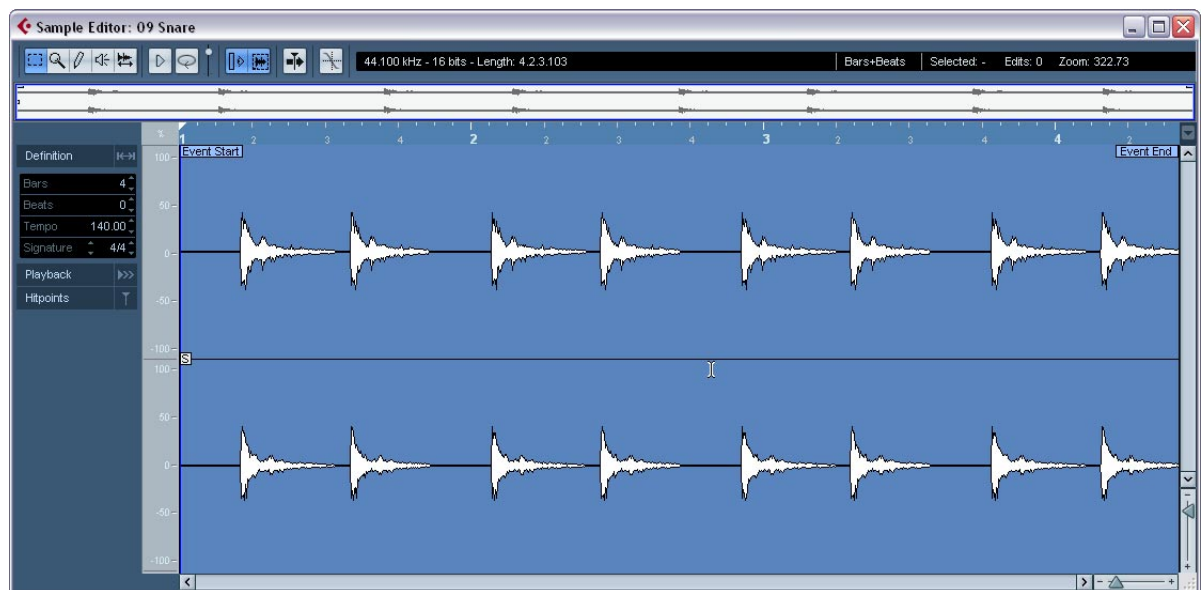 Sample Editor: 09 Snare
44.100 kHz - 16 bits - Length: 4.2.3.103 Bars+Beats Selected: - Edits: 0 Zoom: 322.73
% 1 2 3 4 2 2 3 4 3 2 3 4 4 2
Definition
Bars 4
Beats 0
Tempo 140.00
Signature 4/4
Playback
Hitpoints
Event Start Event End
100
50
0
-50
-100
S
100
50
0
-50
-100